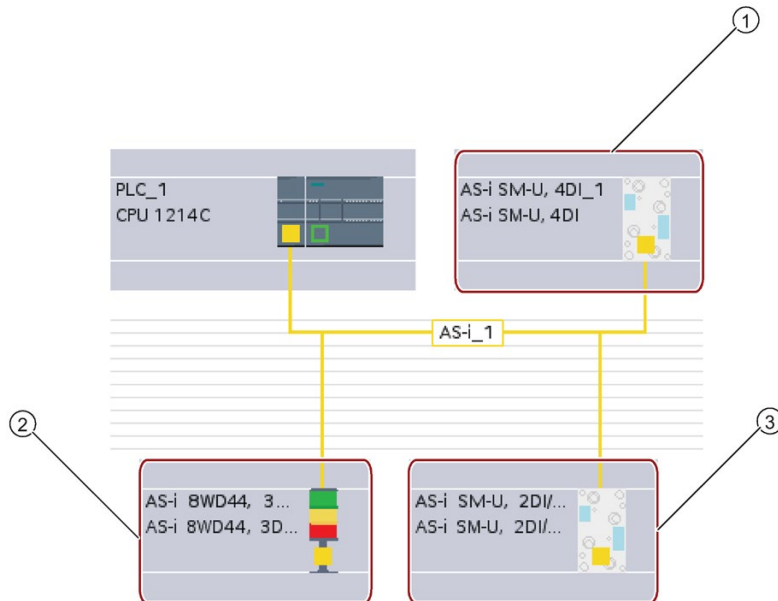 ①
PLC_1
CPU 1214C
AS-i SM-U, 4DI_1
AS-i SM-U, 4DI
AS-i_1
②
③
AS-i 8WD44, 3...
AS-i 8WD44, 3D...
AS-i SM-U, 2DI/...
AS-i SM-U, 2DI/...